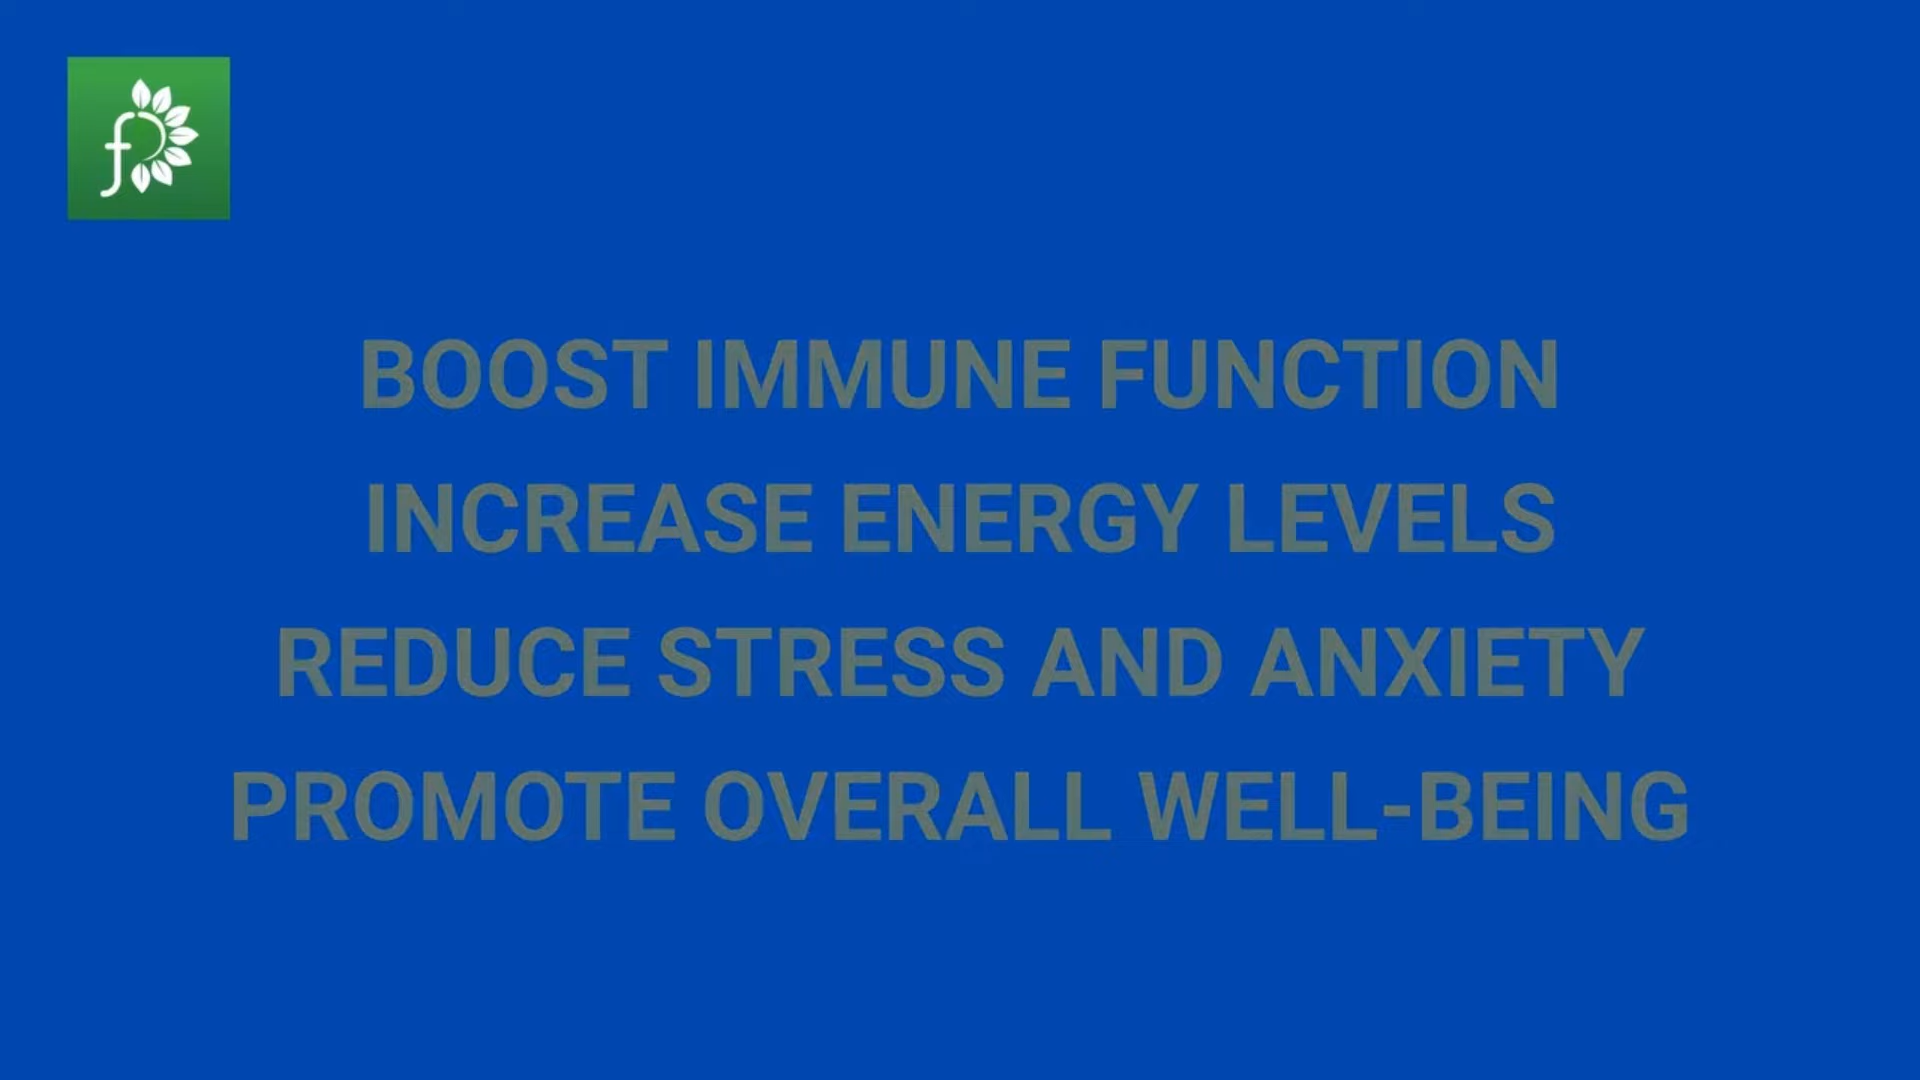 BOOST IMMUNE FUNCTION
INCREASE ENERGY LEVELS
REDUCE STRESS AND ANXIETY
PROMOTE OVERALL WELL-BEING